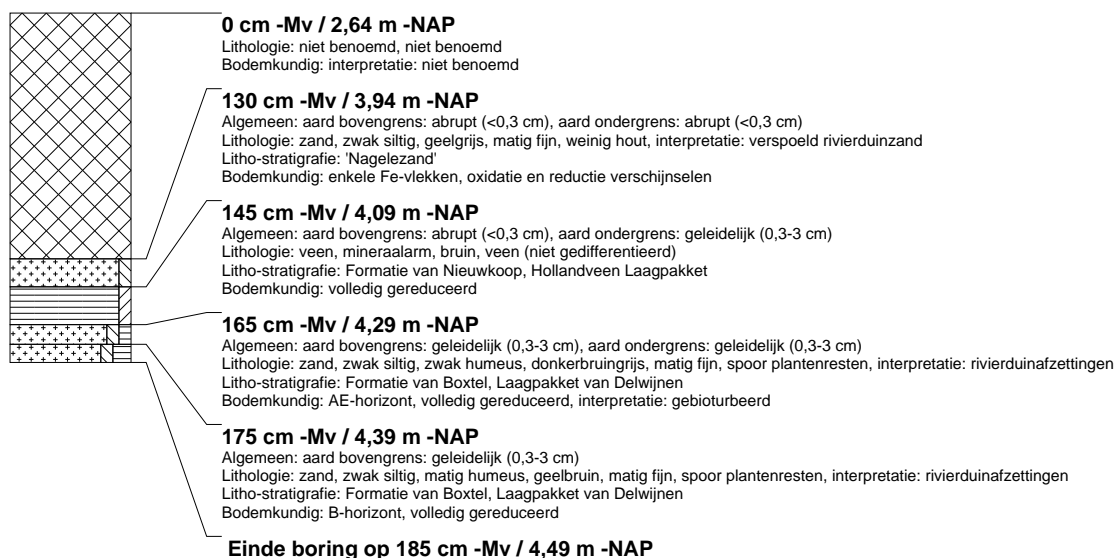 0 cm -Mv / 2,64 m -NAP
Lithologie: niet benoemd, niet benoemd
Bodemkundig: interpretatie: niet benoemd
130 cm -Mv / 3,94 m -NAP
Algemeen: aard bovengrens: abrupt (<0,3 cm), aard ondergrens: abrupt (<0,3 cm)
Lithologie: zand, zwak siltig, geelgrijs, matig fijn, weinig hout, interpretatie: verspoeld rivierduinzand
Litho-stratigrafie: 'Nagelezand'
Bodemkundig: enkele Fe-vlekken, oxidatie en reductie verschijnselen
145 cm -Mv / 4,09 m -NAP
Algemeen: aard bovengrens: abrupt (<0,3 cm), aard ondergrens: geleidelijk (0,3-3 cm)
Lithologie: veen, mineraalarm, bruin, veen (niet gedifferentieerd)
Litho-stratigrafie: Formatie van Nieuwkoop, Hollandveen Laagpakket
Bodemkundig: volledig gereduceerd
165 cm -Mv / 4,29 m -NAP
Algemeen: aard bovengrens: geleidelijk (0,3-3 cm), aard ondergrens: geleidelijk (0,3-3 cm)
Lithologie: zand, zwak siltig, zwak humeus, donkerbruingrijs, matig fijn, spoor plantenresten, interpretatie: rivierduinafzettingen
Litho-stratigrafie: Formatie van Boxtel, Laagpakket van Delwijnen
Bodemkundig: AE-horizont, volledig gereduceerd, interpretatie: gebioturbeerd
175 cm -Mv / 4,39 m -NAP
Algemeen: aard bovengrens: geleidelijk (0,3-3 cm)
Lithologie: zand, zwak siltig, matig humeus, geelbruin, matig fijn, spoor plantenresten, interpretatie: rivierduinafzettingen
Litho-stratigrafie: Formatie van Boxtel, Laagpakket van Delwijnen
Bodemkundig: B-horizont, volledig gereduceerd
Einde boring op 185 cm -Mv / 4,49 m -NAP